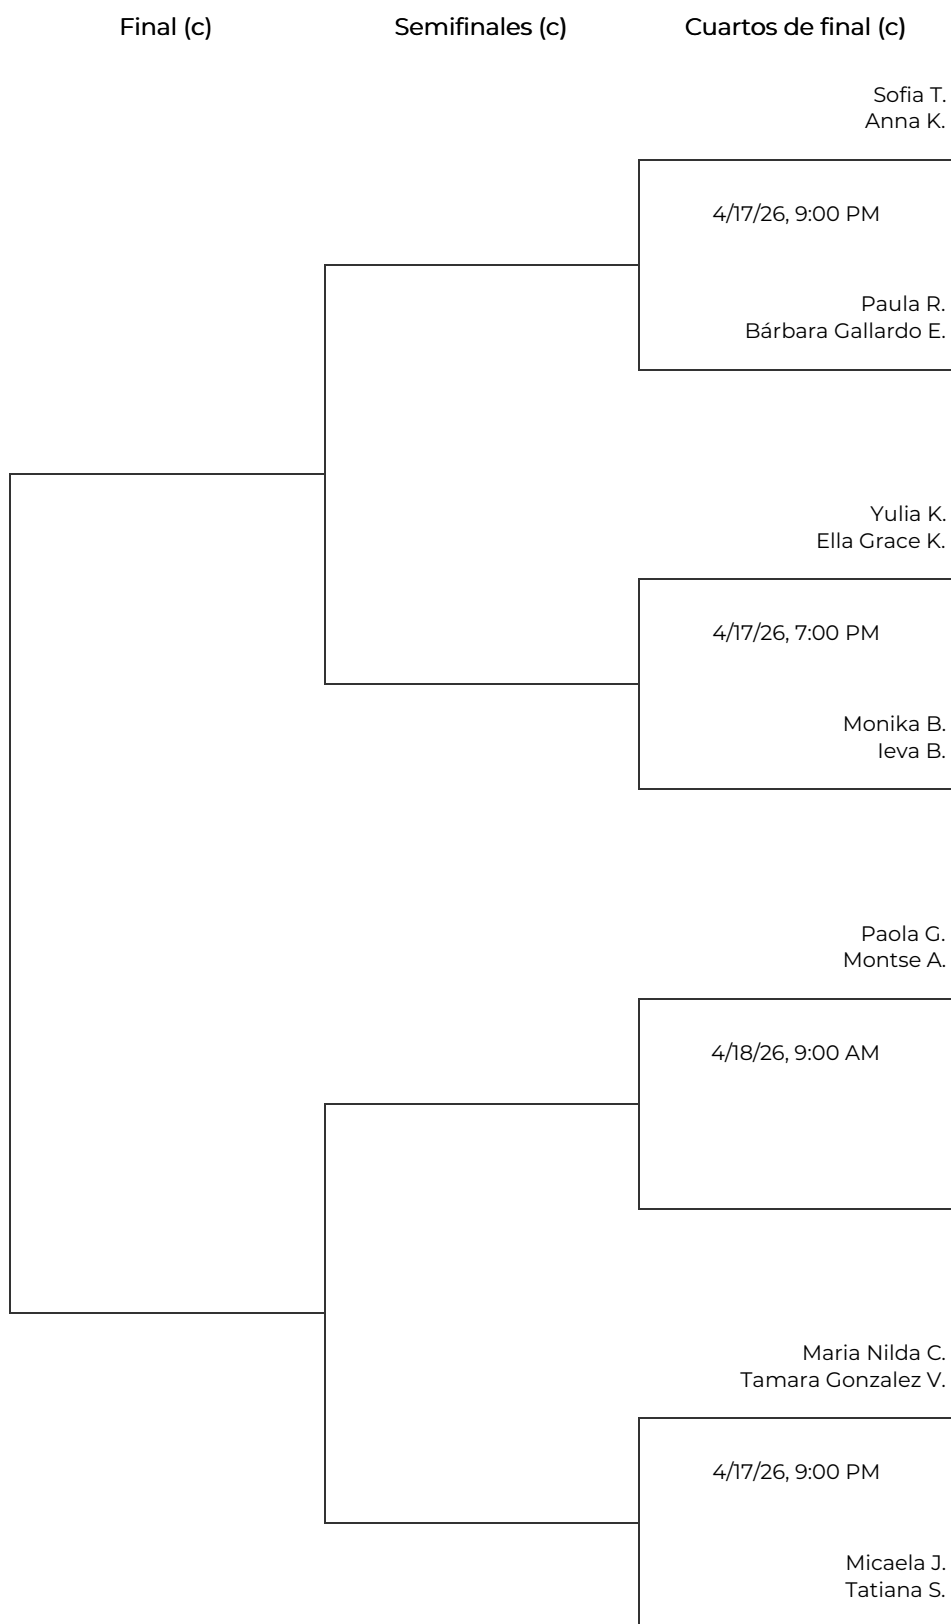 Final (c)
Semifinales (c)
Cuartos de final (c)
Sofia T.
Anna K.
4/17/26, 9:00 PM
Paula R.
Bárbara Gallardo E.
Yulia K.
Ella Grace K.
4/17/26, 7:00 PM
Monika B.
Ieva B.
Paola G.
Montse A.
4/18/26, 9:00 AM
Maria Nilda C.
Tamara Gonzalez V.
4/17/26, 9:00 PM
Micaela J.
Tatiana S.